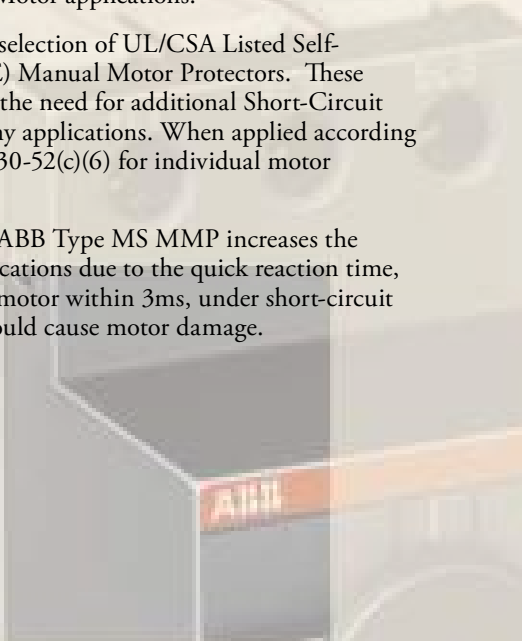 Motor applications.
selection of UL/CSA Listed Self-
E) Manual Motor Protectors. These
the need for additional Short-Circuit
ny applications. When applied according
30-52(c)(6) for individual motor
ABB Type MS MMP increases the
cations due to the quick reaction time,
motor within 3ms, under short-circuit
ould cause motor damage.
ABB